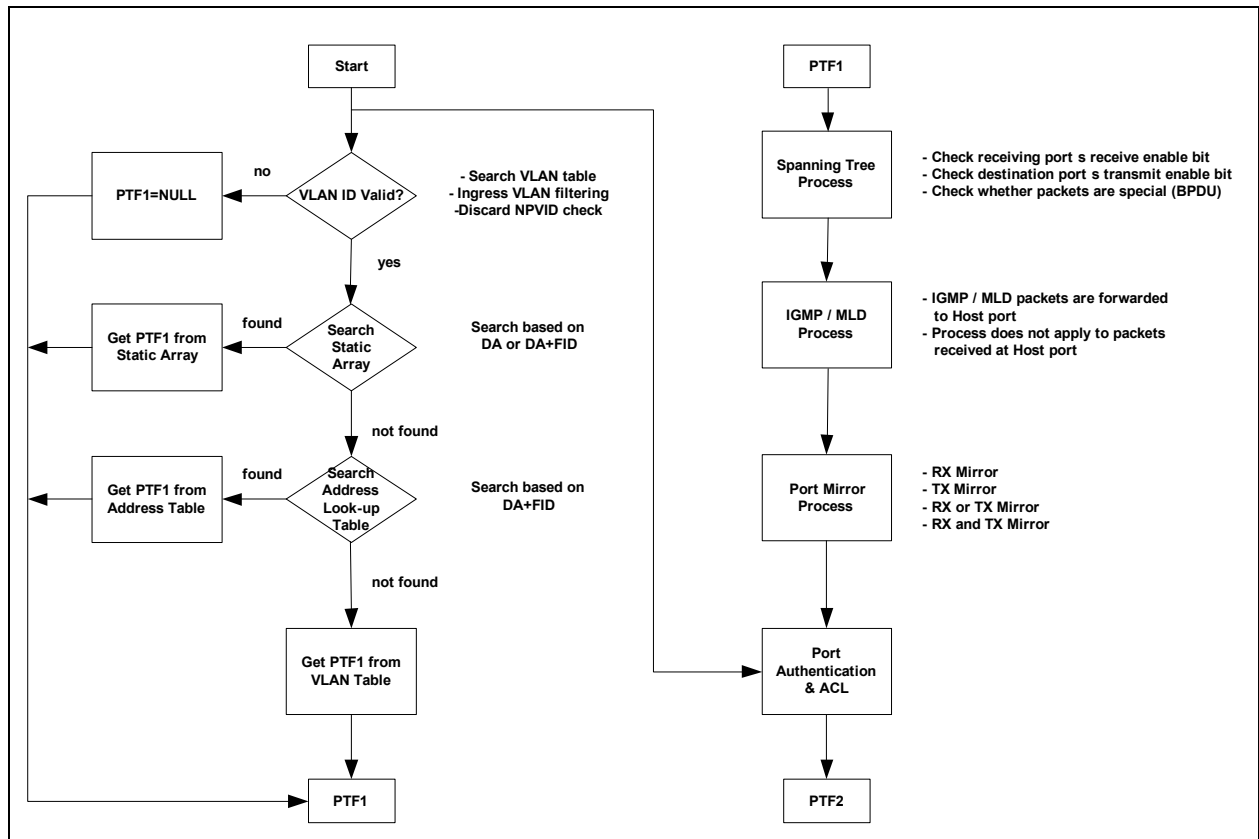 Start
no
VLAN ID Valid?
PTF1=NULL
- Search VLAN table
- Ingress VLAN filtering
-Discard NPVID check
yes
found
Get PTF1 from
Static Array
Search
Static
Array
Search based on
DA or DA+FID
not found
found
Get PTF1 from
Address Table
Search
Address
Look-up
Table
Search based on
DA+FID
not found
Get PTF1 from
VLAN Table
PTF1
PTF1
Spanning Tree
Process
- Check receiving port s receive enable bit
- Check destination port s transmit enable bit
- Check whether packets are special (BPDU)
IGMP / MLD
Process
- IGMP / MLD packets are forwarded
to Host port
- Process does not apply to packets
received at Host port
Port Mirror
Process
- RX Mirror
- TX Mirror
- RX or TX Mirror
- RX and TX Mirror
Port
Authentication
& ACL
PTF2